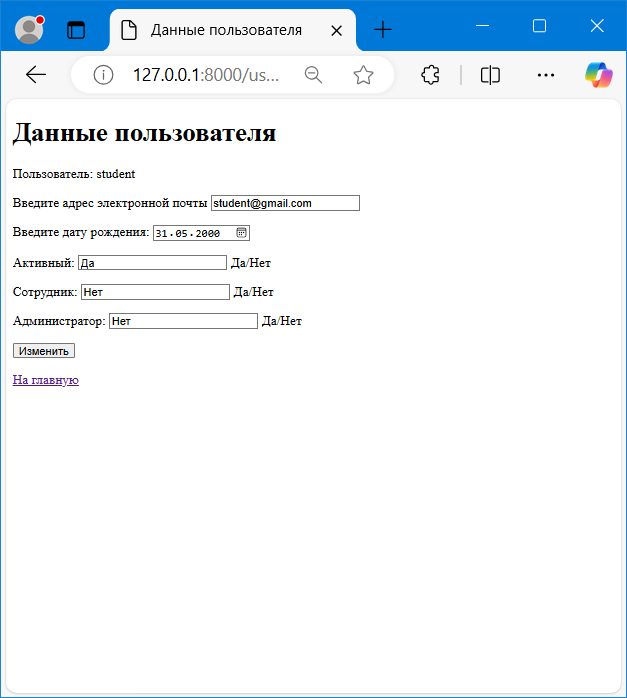 Данные пользователя
127.0.0.1:8000/us...
Данные пользователя
Пользователь: student
Введите адрес электронной почты student@gmail.com
Введите дату рождения: 31.05.2000
Активный: Да Да/Нет
Сотрудник: Нет Да/Нет
Администратор: Нет Да/Нет
Изменить
На главную